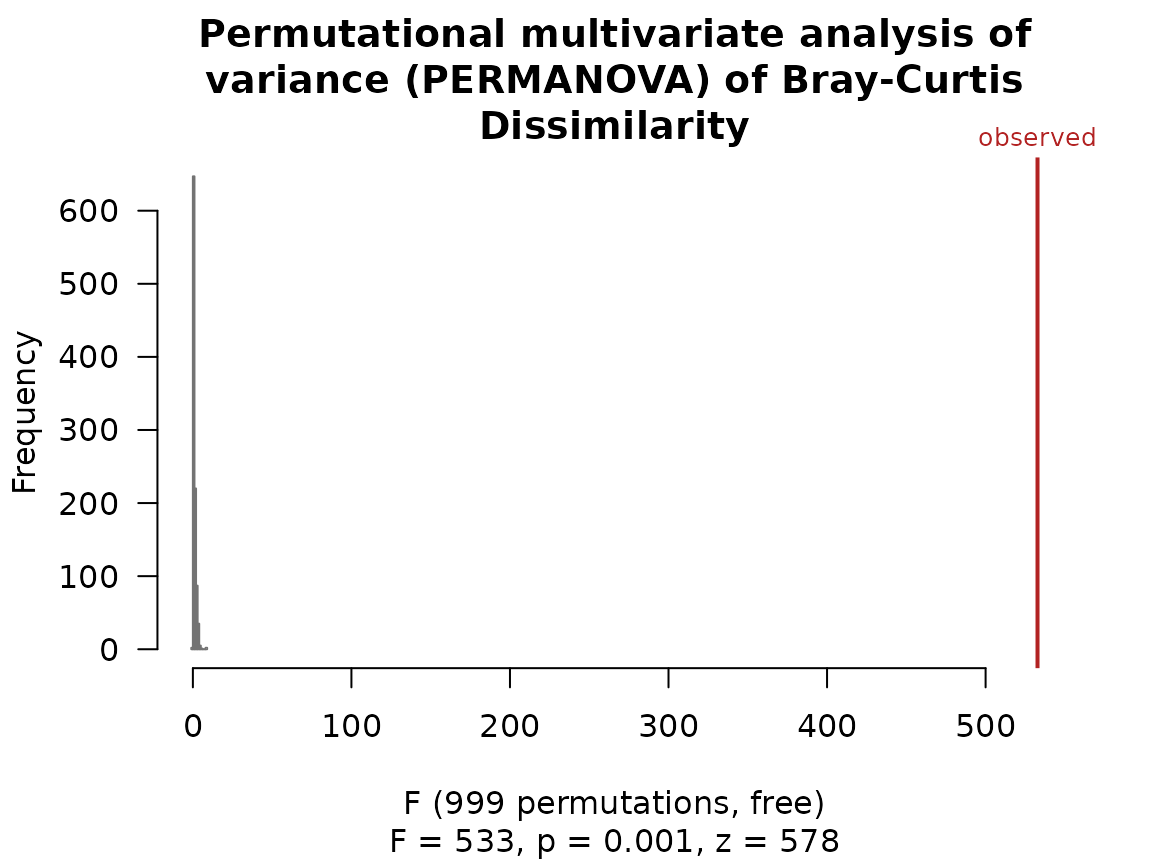 Permutational multivariate analysis of
variance (PERMANOVA) of Bray-Curtis
Dissimilarity
observed
600
500
400
300
200
100
0
Frequency
0 100 200 300 400 500
F (999 permutations, free)
F = 533, p = 0.001, z = 578